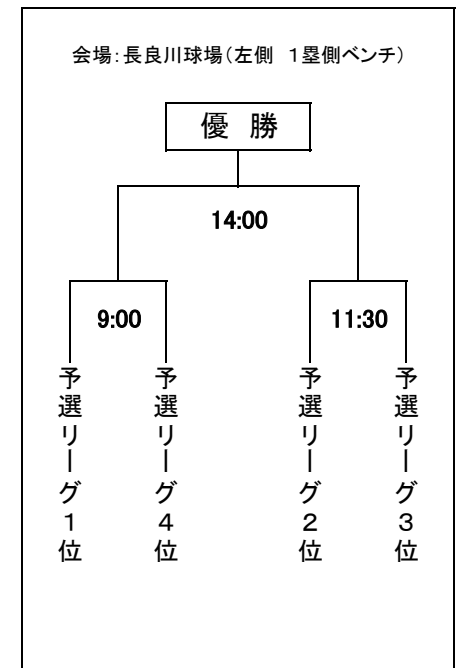 会場:長良川球場(左側　1塁側ベンチ)
優 勝
14:00
9:00
11:30
予選リーグ1位
予選リーグ4位
予選リーグ2位
予選リーグ3位